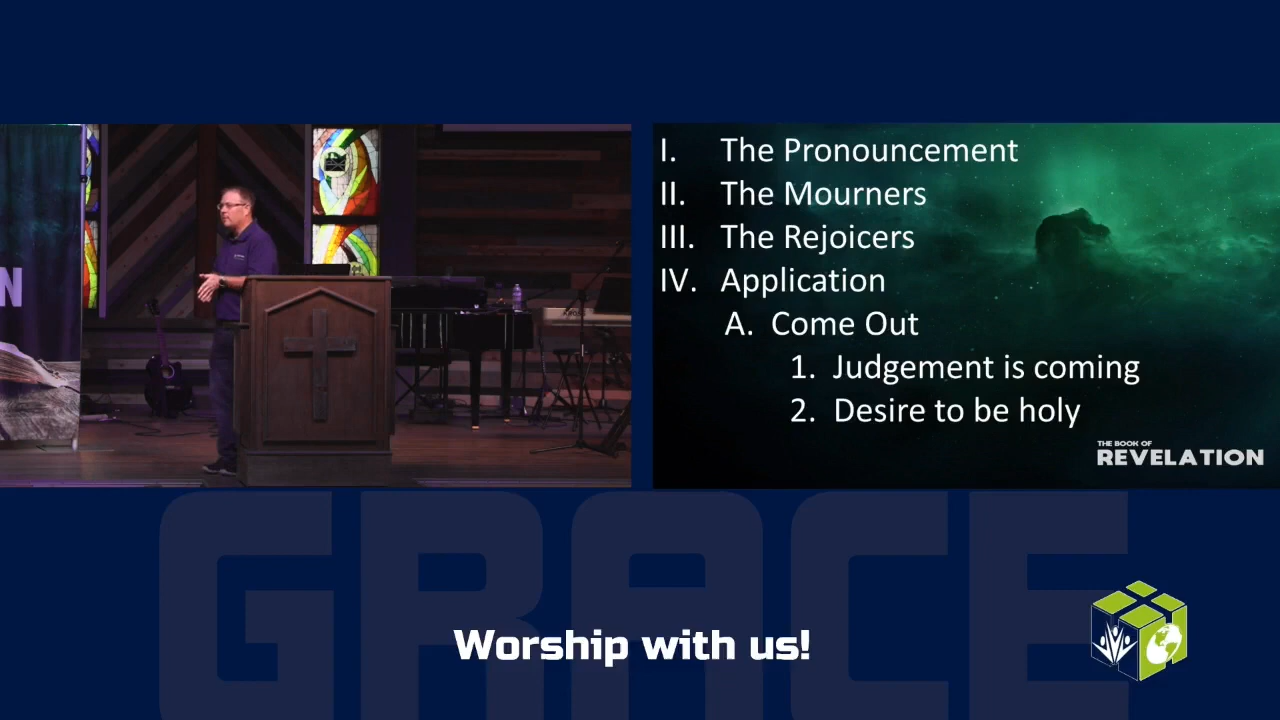 N
I. The Pronouncement
II. The Mourners
III. The Rejoicers
IV. Application
A. Come Out
1. Judgement is coming
2. Desire to be holy
THE BOOK OF
REVELATION
GRACE
Worship with us!